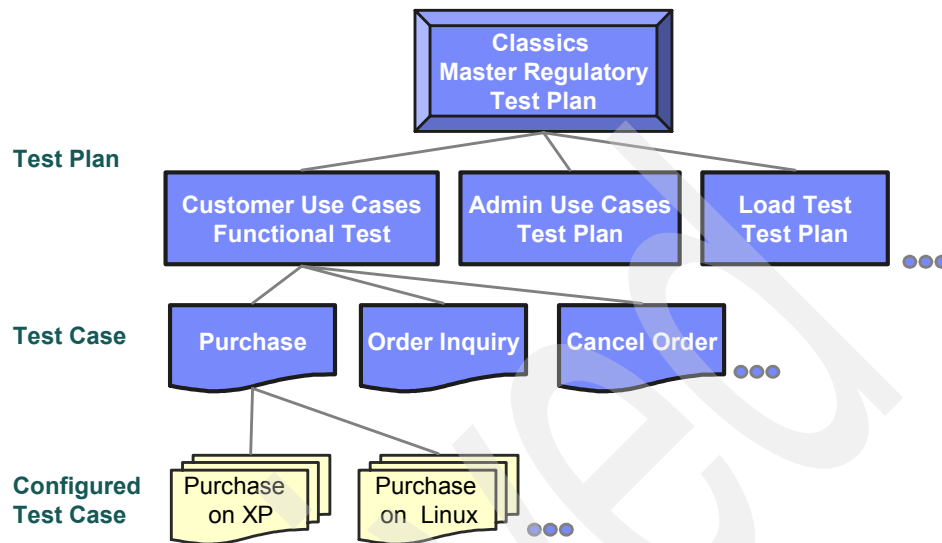 Classics
Master Regulatory
Test Plan
Test Plan
Customer Use Cases
Functional Test
Admin Use Cases
Test Plan
Load Test
Test Plan
Test Case
Purchase
Order Inquiry
Cancel Order
Configured
Test Case
Purchase
on XP
Purchase
on Linux